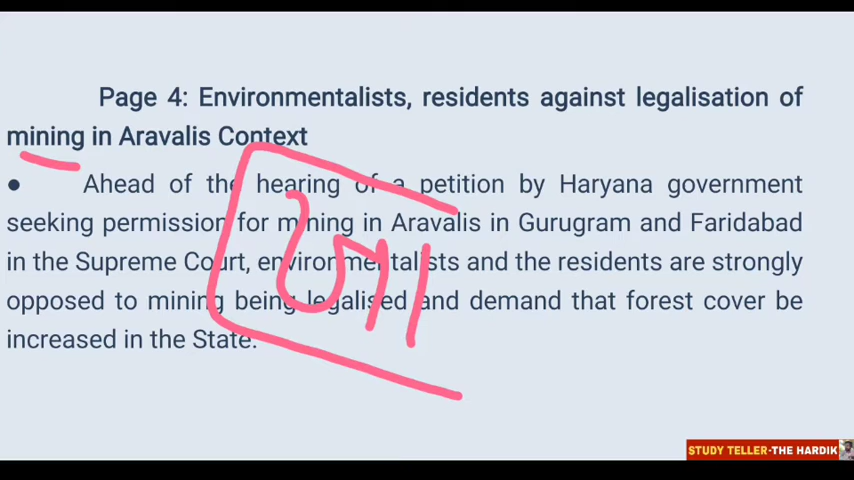 Page 4: Environmentalists, residents against legalisation of
mining in Aravalis Context
● Ahead of the hearing of a petition by Haryana government
seeking permission for mining in Aravalis in Gurugram and Faridabad
in the Supreme Court, environmentalists and the residents are strongly
opposed to mining being legalised and demand that forest cover be
increased in the State.
STUDY TELLER-THE HARDIK